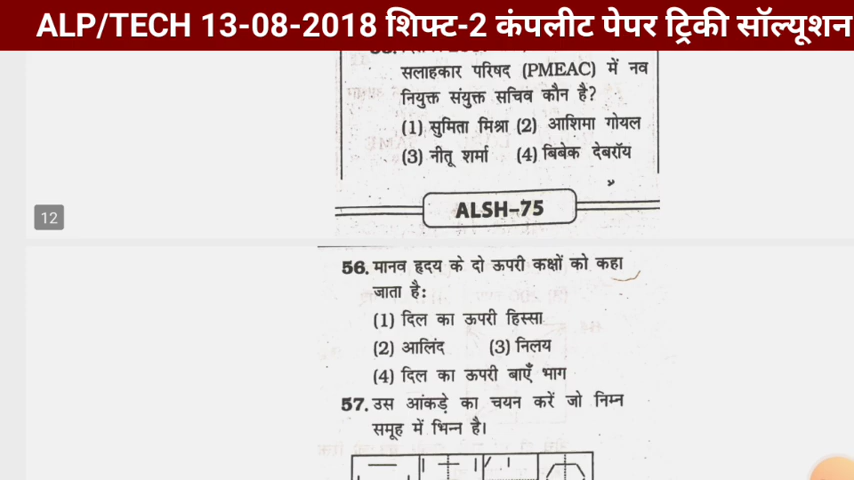 ALP/TECH 13-08-2018 शिफ्ट-2 कंपलीट पेपर ट्रिकी सॉल्यूशन
सलाहकार परिषद (PMEAC) में नव
नियुक्त संयुक्त सचिव कौन है?
(1) सुमिता मिश्रा (2) आशिमा गोयल
(3) नीतू शर्मा (4) बिबेक देबरॉय
ALSH-75
12
56. मानव हृदय के दो ऊपरी कक्षों को कहा
जाता है:
(1) दिल का ऊपरी हिस्सा
(2) आलिंद (3) निलय
(4) दिल का ऊपरी बाएँ भाग
57. उस आंकड़े का चयन करें जो निम्न
समूह में भिन्न है।